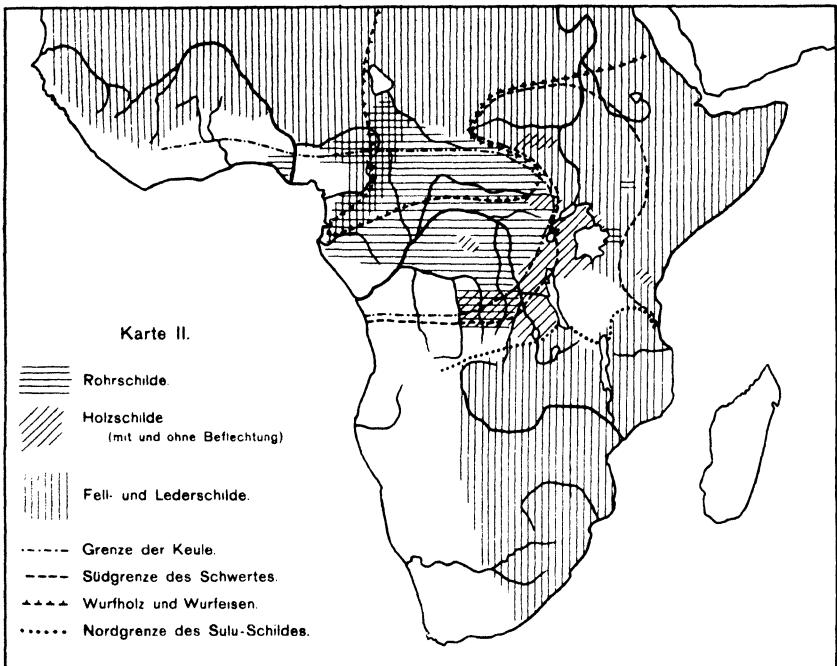 Karte II.
Rohrschilde.
Holzschilde
(mit und ohne Beflechtung)
Fell- und Lederschilde.
Grenze der Keule.
Südgrenze des Schwertes.
Wurfholz und Wurfeisen.
Nordgrenze des Sulu-Schildes.